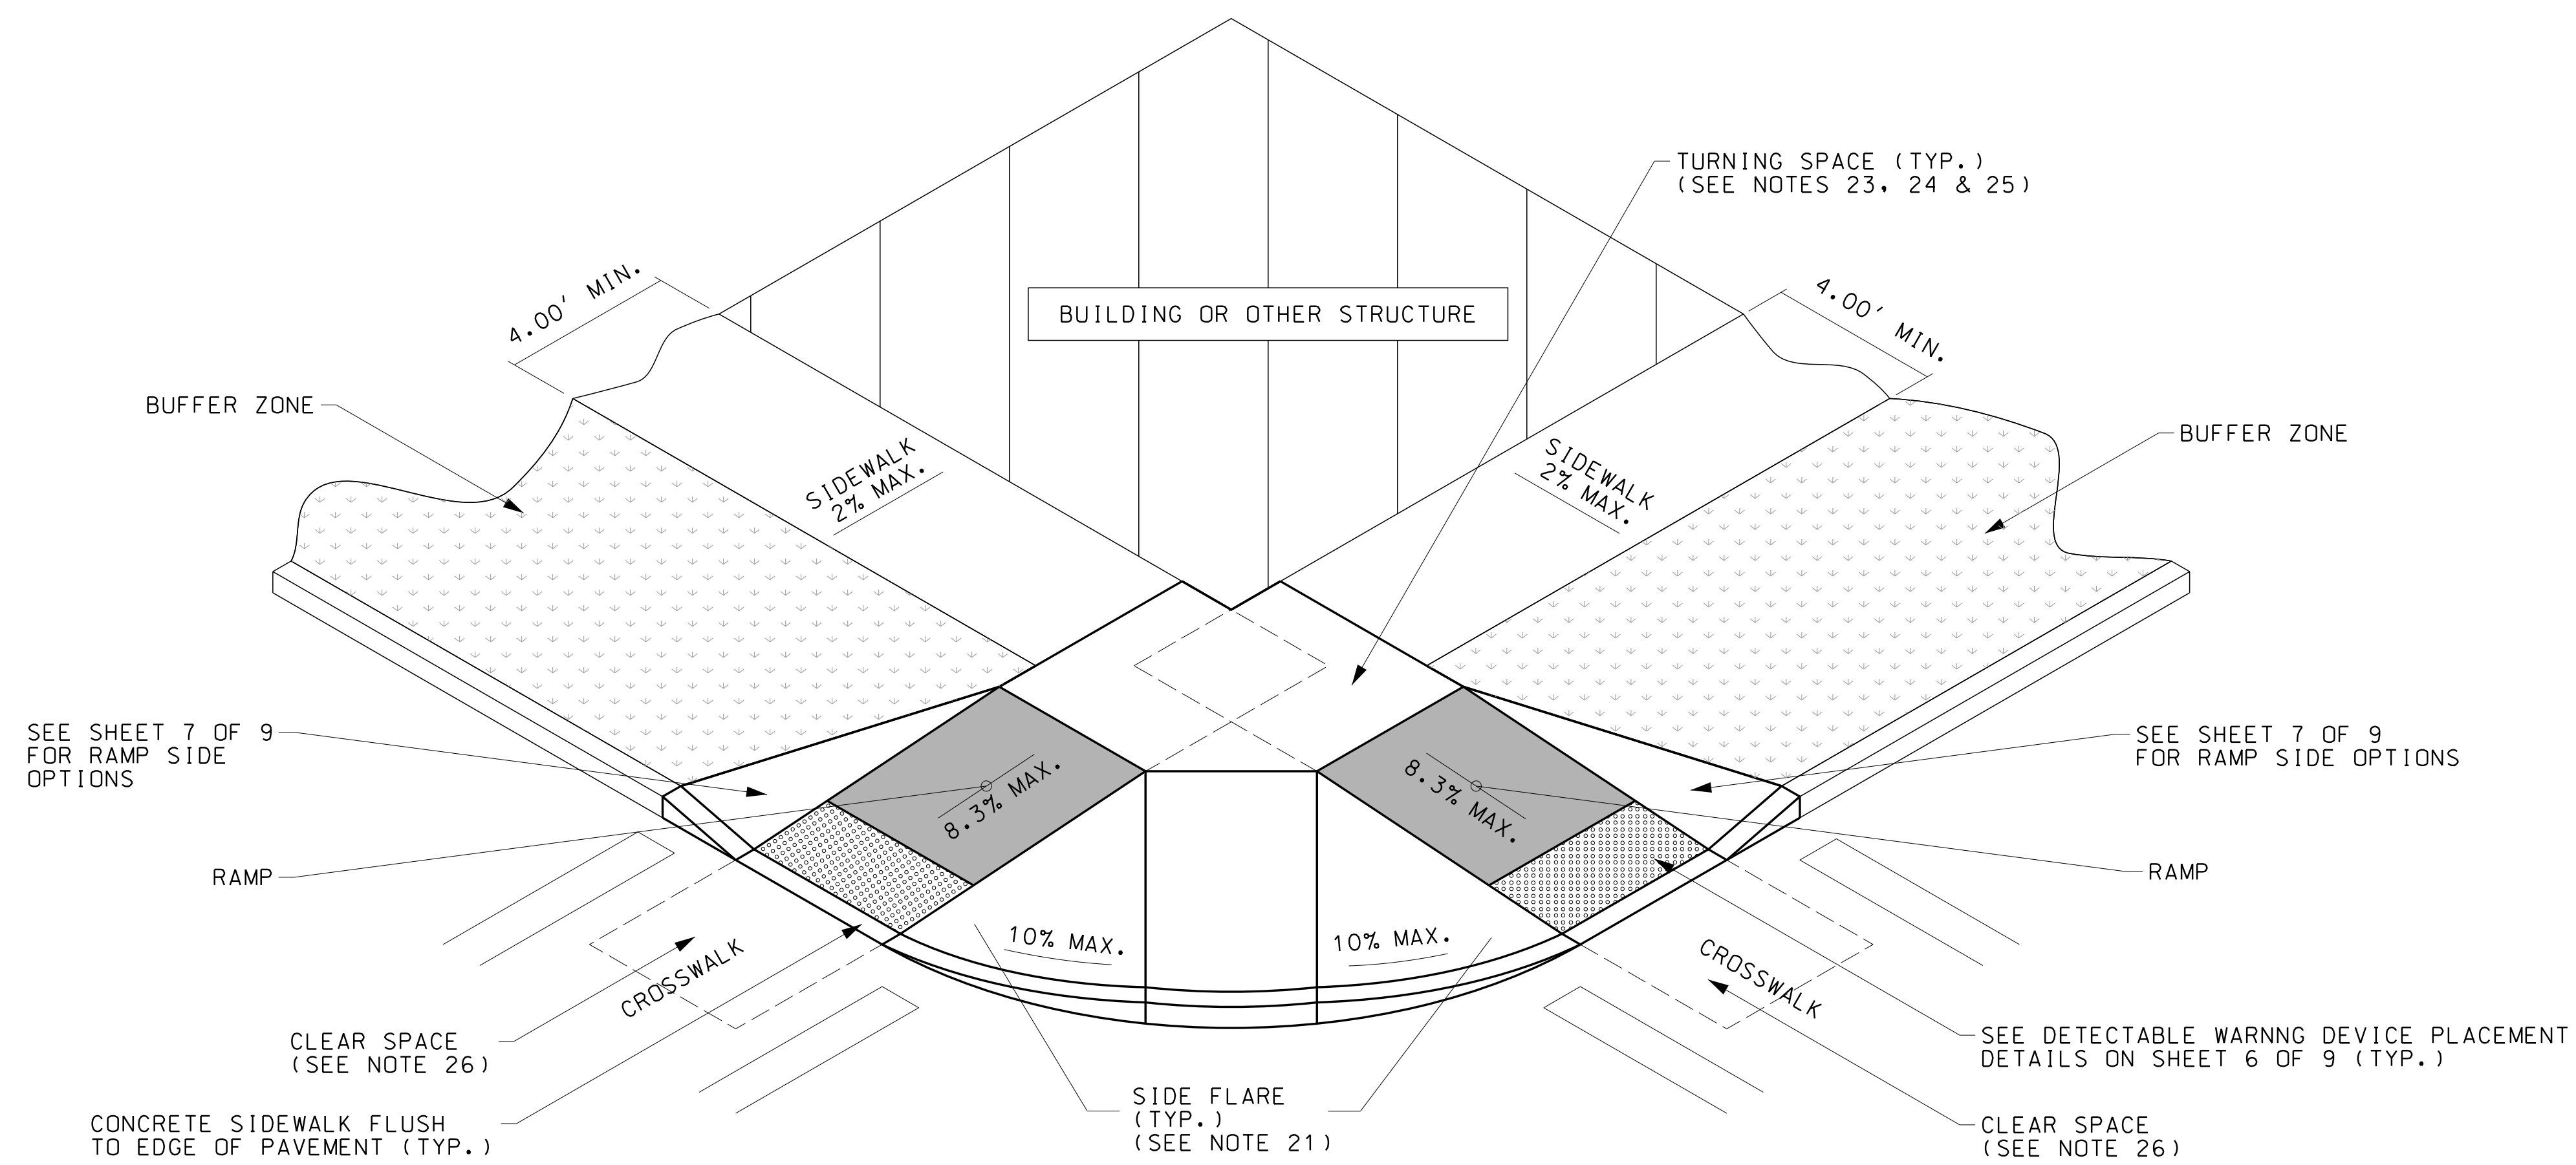 TURNING SPACE (TYP.)
(SEE NOTES 23, 24 & 25)
4.00' MIN.
4.00' MIN.
BUILDING OR OTHER STRUCTURE
BUFFER ZONE
BUFFER ZONE
SIDEWALK
2% MAX.
SIDEWALK
2% MAX.
SEE SHEET 7 OF 9
FOR RAMP SIDE
OPTIONS
SEE SHEET 7 OF 9
FOR RAMP SIDE OPTIONS
8.3% MAX.
8.3% MAX.
RAMP
RAMP
10% MAX.
10% MAX.
CROSSWALK
CROSSWALK
CLEAR SPACE
(SEE NOTE 26)
SEE DETECTABLE WARNNG DEVICE PLACEMENT
DETAILS ON SHEET 6 OF 9 (TYP.)
SIDE FLARE
(TYP.)
(SEE NOTE 21)
CONCRETE SIDEWALK FLUSH
TO EDGE OF PAVEMENT (TYP.)
CLEAR SPACE
(SEE NOTE 26)